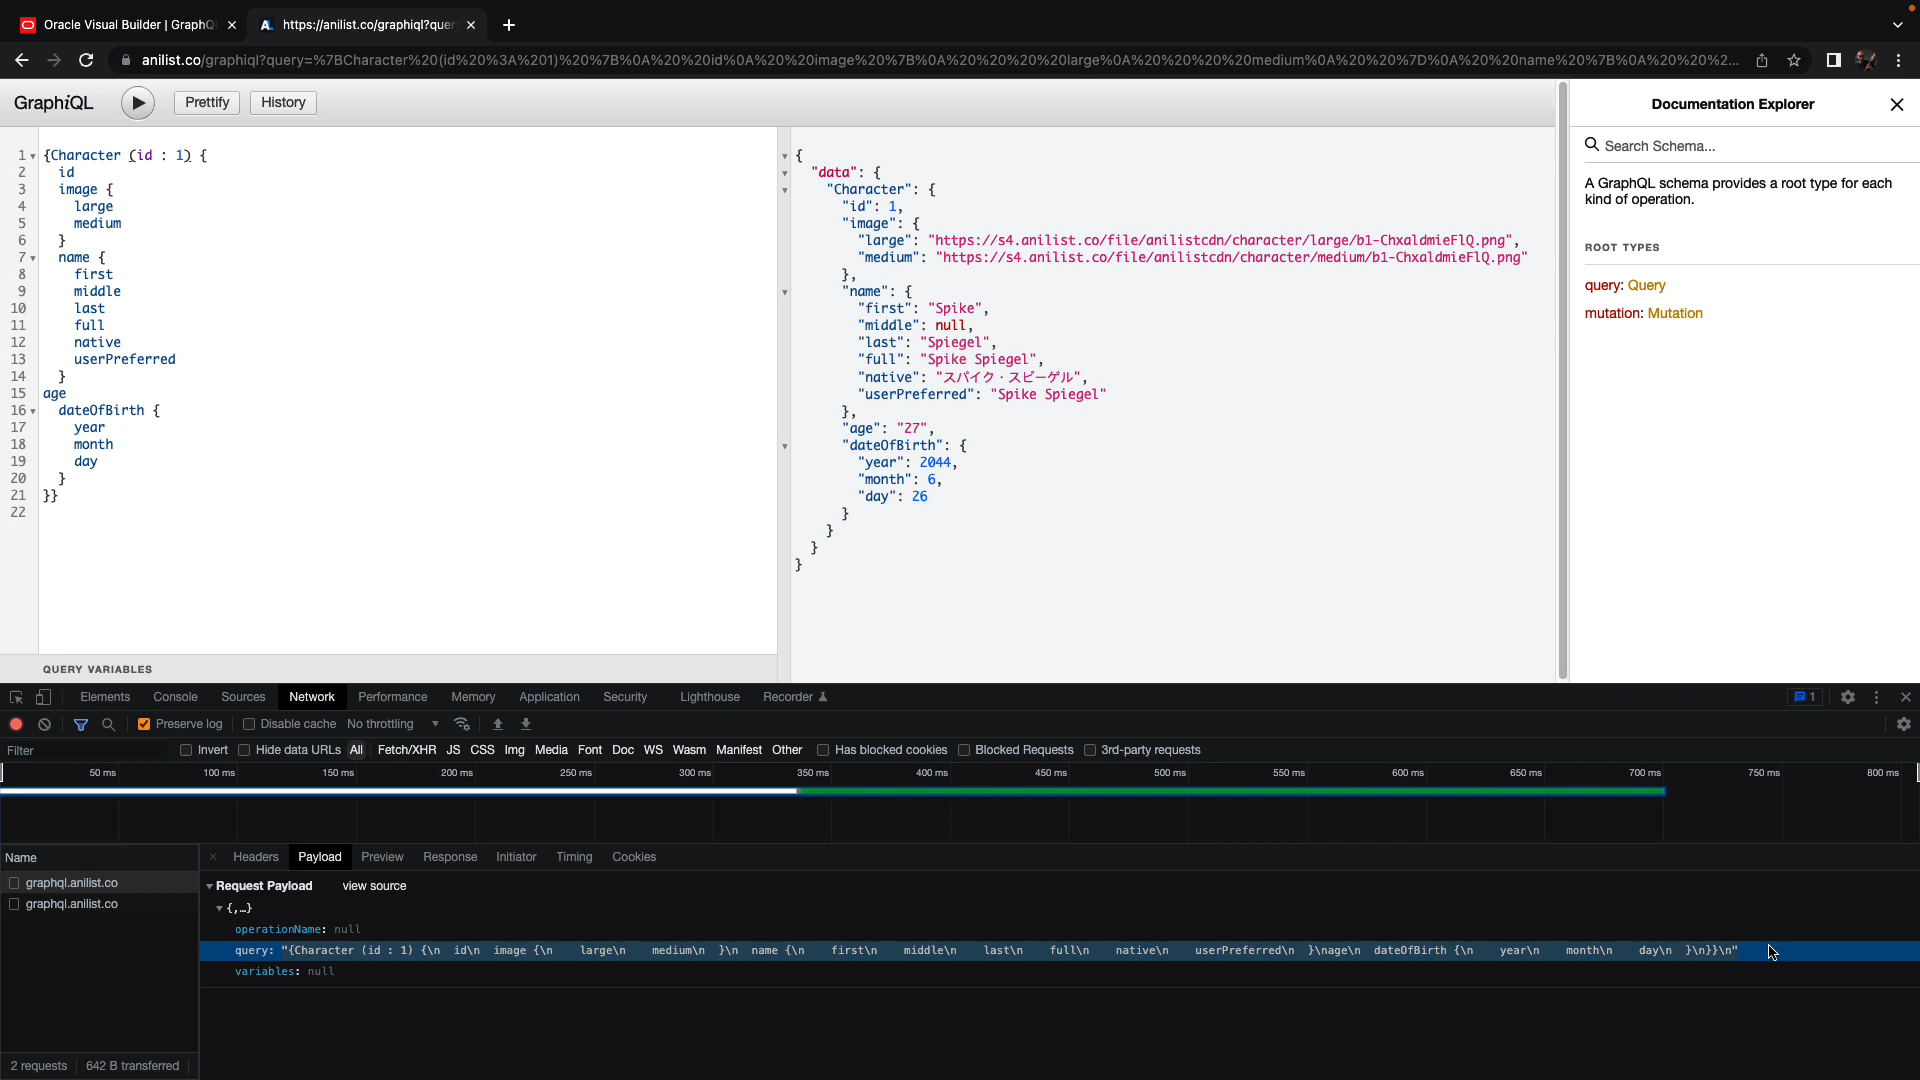 Oracle Visual Builder | GraphQL
https://anilist.co/graphiql?quer
anilist.co/graphiql?query=%7BCharacter%20(id%20%3A%201)%20%7B%0A%20%20id%0A%20%20image%20%7B%0A%20%20%20%20large%0A%20%20%20%20medium%0A%20%20%7D%0A%20%20name%20%7B%0A%20%20%2...
GraphiQL
Prettify
History
1 {Character (id : 1) {
2 id
3 image {
4 large
5 medium
6 }
7 name {
8 first
9 middle
10 last
11 full
12 native
13 userPreferred
14 }
15 age
16 dateOfBirth {
17 year
18 month
19 day
20 }
21 }}
22
QUERY VARIABLES
{
"data": {
"Character": {
"id": 1,
"image": {
"large": "https://s4.anilist.co/file/anilistcdn/character/large/b1-ChxaldmieFlQ.png",
"medium": "https://s4.anilist.co/file/anilistcdn/character/medium/b1-ChxaldmieFlQ.png"
},
"name": {
"first": "Spike",
"middle": null,
"last": "Spiegel",
"full": "Spike Spiegel",
"native": "スパイク・スピーゲル",
"userPreferred": "Spike Spiegel"
},
"age": "27",
"dateOfBirth": {
"year": 2044,
"month": 6,
"day": 26
}
}
}
}
Documentation Explorer
Search Schema...
A GraphQL schema provides a root type for each
kind of operation.
ROOT TYPES
query: Query
mutation: Mutation
Elements Console Sources Network Performance Memory Application Security Lighthouse Recorder 1
Preserve log Disable cache No throttling
Filter Invert Hide data URLs All Fetch/XHR JS CSS Img Media Font Doc WS Wasm Manifest Other Has blocked cookies Blocked Requests 3rd-party requests
50 ms 100 ms 150 ms 200 ms 250 ms 300 ms 350 ms 400 ms 450 ms 500 ms 550 ms 600 ms 650 ms 700 ms 750 ms 800 ms
Name
graphql.anilist.co
graphql.anilist.co
Headers Payload Preview Response Initiator Timing Cookies
Request Payload view source
{,…}
operationName: null
query: "{Character (id : 1) {\n id\n image {\n large\n medium\n }\n name {\n first\n middle\n last\n full\n native\n userPreferred\n }\nage\n dateOfBirth {\n year\n month\n day\n }\n}}\n"
variables: null
2 requests 642 B transferred